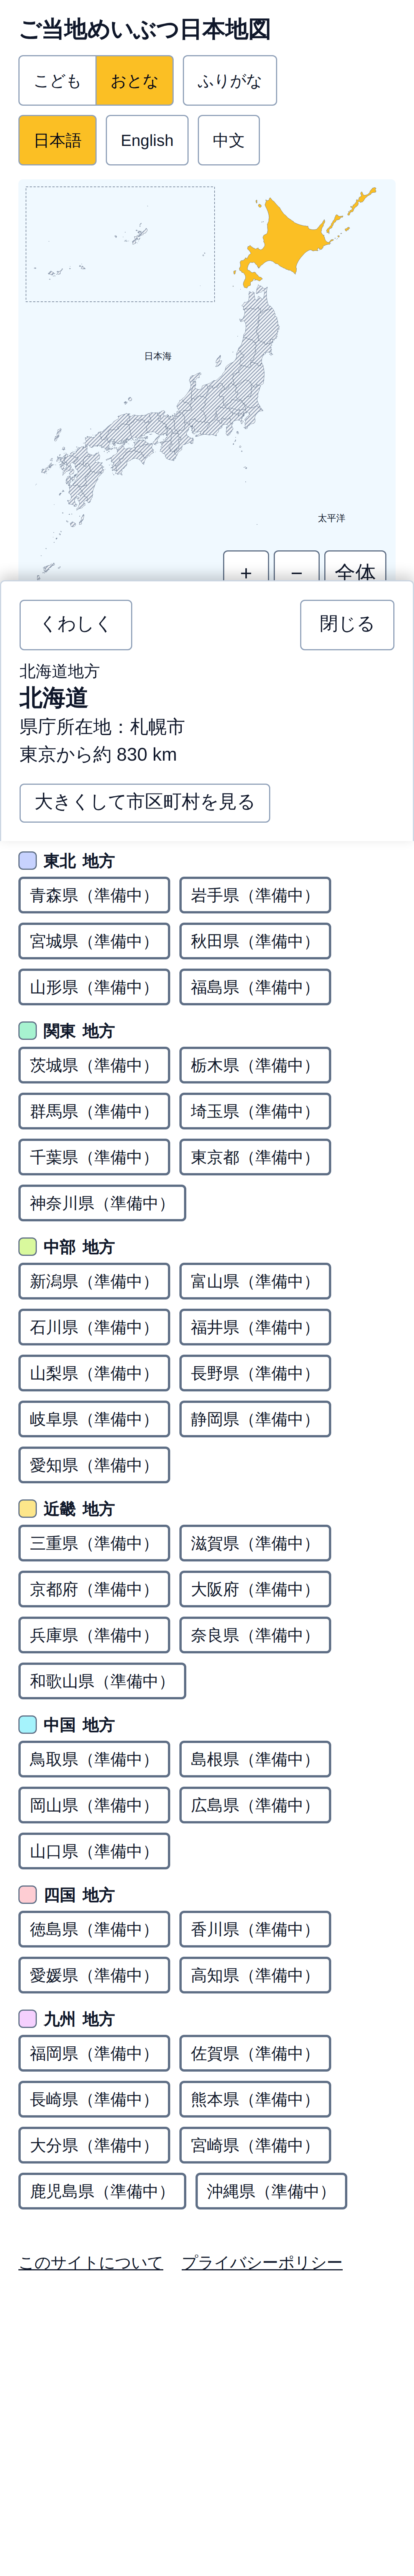 ご当地めいぶつ日本地図
こども おとな ふりがな
日本語 English 中文
日本海
太平洋
+ − 全体
くわしく 閉じる
北海道地方
北海道
県庁所在地：札幌市
東京から約 830 km
大きくして市区町村を見る
東北 地方
青森県（準備中） 岩手県（準備中）
宮城県（準備中） 秋田県（準備中）
山形県（準備中） 福島県（準備中）
関東 地方
茨城県（準備中） 栃木県（準備中）
群馬県（準備中） 埼玉県（準備中）
千葉県（準備中） 東京都（準備中）
神奈川県（準備中）
中部 地方
新潟県（準備中） 富山県（準備中）
石川県（準備中） 福井県（準備中）
山梨県（準備中） 長野県（準備中）
岐阜県（準備中） 静岡県（準備中）
愛知県（準備中）
近畿 地方
三重県（準備中） 滋賀県（準備中）
京都府（準備中） 大阪府（準備中）
兵庫県（準備中） 奈良県（準備中）
和歌山県（準備中）
中国 地方
鳥取県（準備中） 島根県（準備中）
岡山県（準備中） 広島県（準備中）
山口県（準備中）
四国 地方
徳島県（準備中） 香川県（準備中）
愛媛県（準備中） 高知県（準備中）
九州 地方
福岡県（準備中） 佐賀県（準備中）
長崎県（準備中） 熊本県（準備中）
大分県（準備中） 宮崎県（準備中）
鹿児島県（準備中） 沖縄県（準備中）
このサイトについて プライバシーポリシー